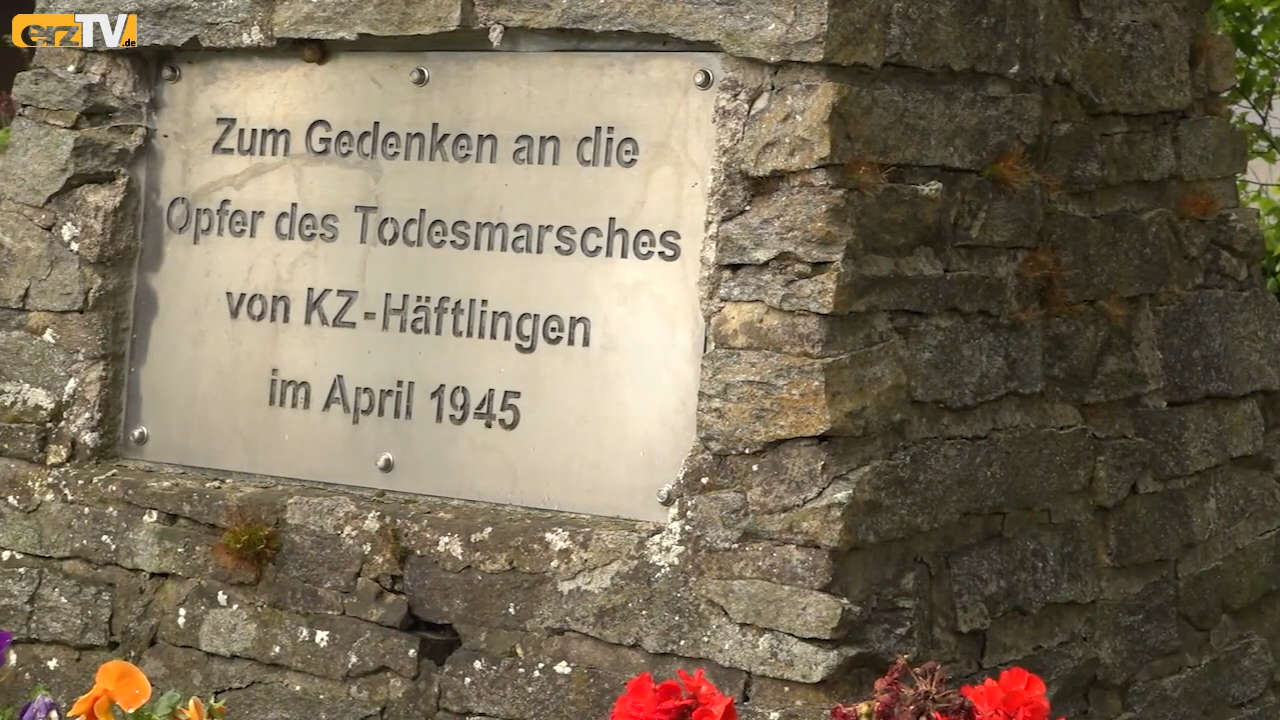 erzTV.de
Zum Gedenken an die
Opfer des Todesmarsches
von KZ-Häftlingen
im April 1945